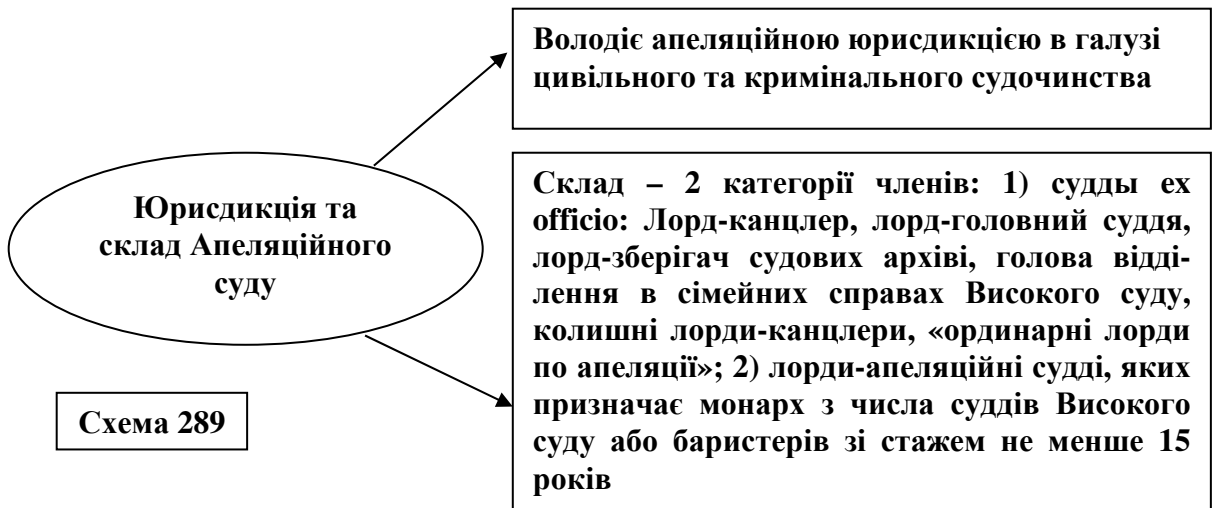 Володіє апеляційною юрисдикцією в галузі
цивільного та кримінального судочинства
Юрисдикція та
склад Апеляційного
суду
Склад – 2 категорії членів: 1) судды ex
officio: Лорд-канцлер, лорд-головний суддя,
лорд-зберігач судових архіві, голова відді-
лення в сімейних справах Високого суду,
колишні лорди-канцлери, «ординарні лорди
по апеляції»; 2) лорди-апеляційні судді, яких
призначає монарх з числа суддів Високого
суду або баристерів зі стажем не менше 15
років
Схема 289